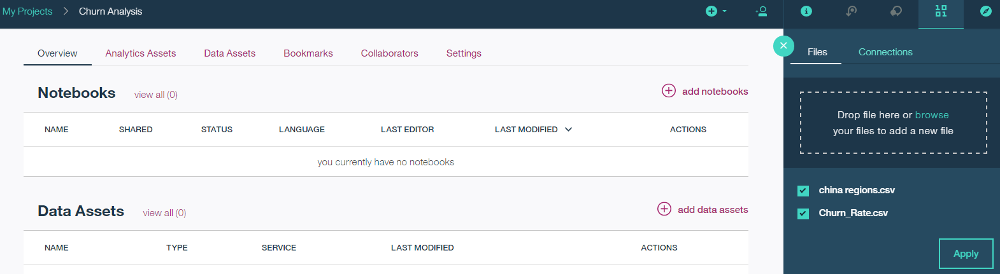 My Projects > Churn Analysis
Overview Analytics Assets Data Assets Bookmarks Collaborators Settings
Notebooks view all (0) add notebooks
NAME SHARED STATUS LANGUAGE LAST EDITOR LAST MODIFIED ACTIONS
you currently have no notebooks
Data Assets view all (0) add data assets
NAME TYPE SERVICE LAST MODIFIED ACTIONS
Files Connections
Drop file here or browse
your files to add a new file
china regions.csv
Churn_Rate.csv
Apply